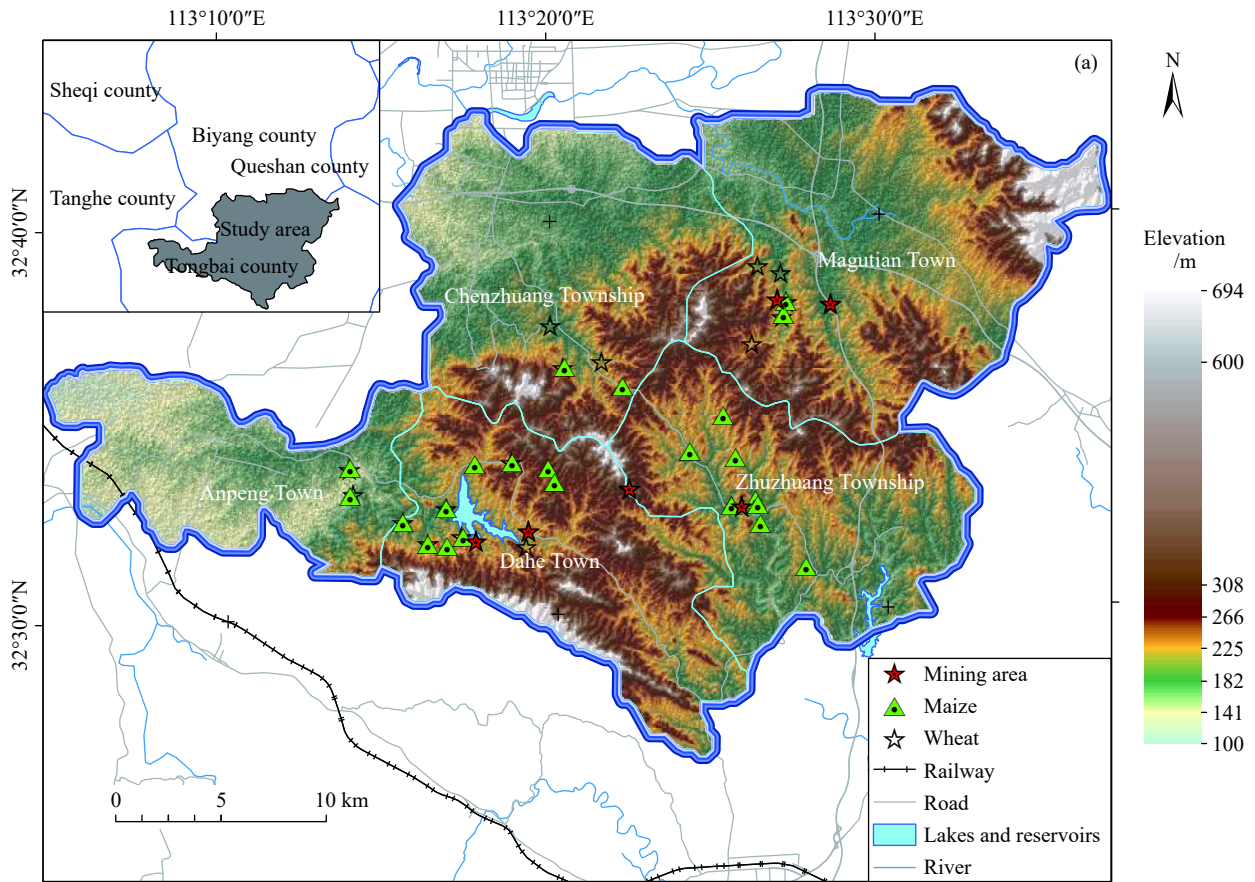 113°10′0″″E
113°20′0″″E
113°30′0″″E
(a)
N
Sheqi county
Biyang county
Queshan county
Tanghe county
Study area
Tongbai county
32°40′0″N
32°30′0″N
Magutian Town
Chenzhuang Township
Anpeng Town
Zhuzhuang Township
Dahe Town
Elevation
/m
694
600
308
266
225
182
141
100
Mining area
Maize
Wheat
Railway
Road
Lakes and reservoirs
River
0 5 10 km